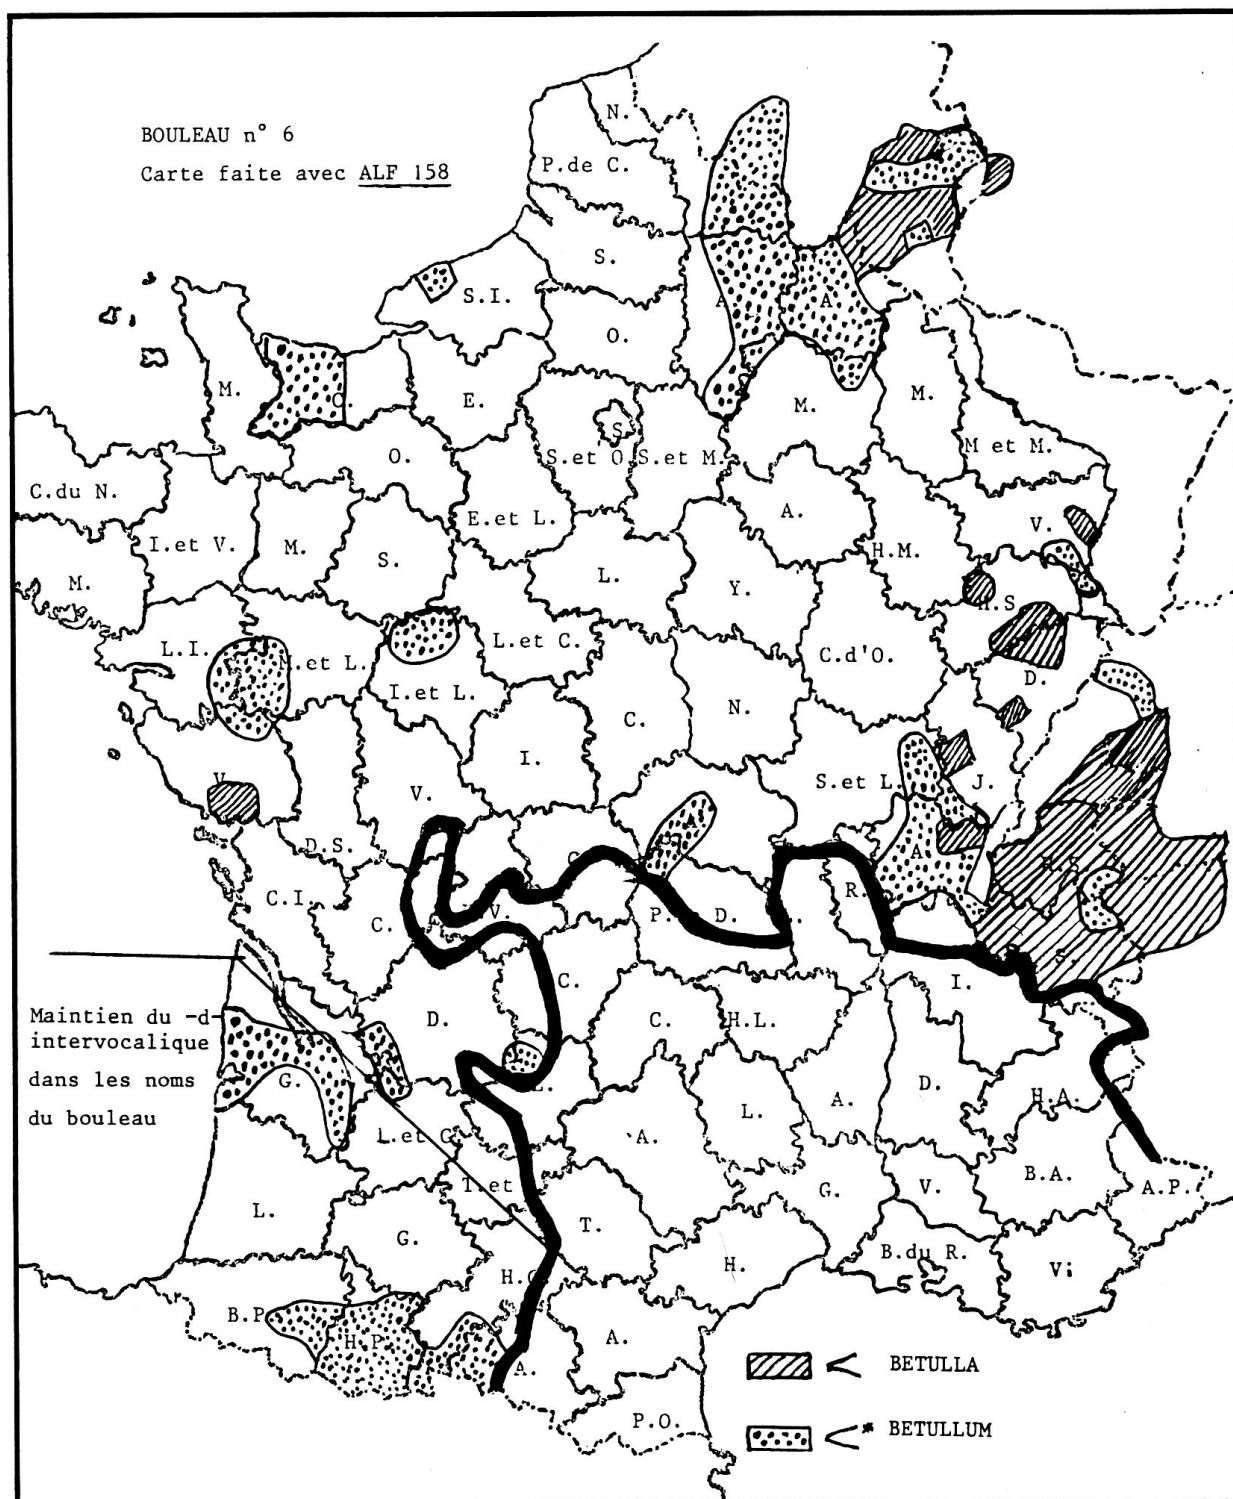 BOULEAU n° 6
Carte faite avec ALF 158
N.
P.de C.
S.
S.I.
A
A.
O.
M.
C.
E.
M.
M.
S.
S.et O.
S.et M.
M et M.
O.
C.du N.
E.et L.
A.
V.
I.et V.
M.
S.
H.M.
M.
L.
Y.
H.S
L.I.
M.et L.
L.et C.
C.d'O.
D.
I.et L.
C.
N.
I.
V.
V.
S.et L.
J.
D.S.
C.
A.
A.
H.S.
C.I.
C.
V.
P.
D.
R.
S.
C.
I.
Maintien du -d-
intervocalique
dans les noms
du bouleau
D.
C.
H.L.
G.
L.
D.
H.A.
L.
A.
L.et G
A.
T.et
G.
V.
B.A.
A.P.
L.
G.
T.
H.
B.du R.
Vi
H.G
B.P
H.P.
A.
A.
P.O.
< BETULLA
<* BETULLUM